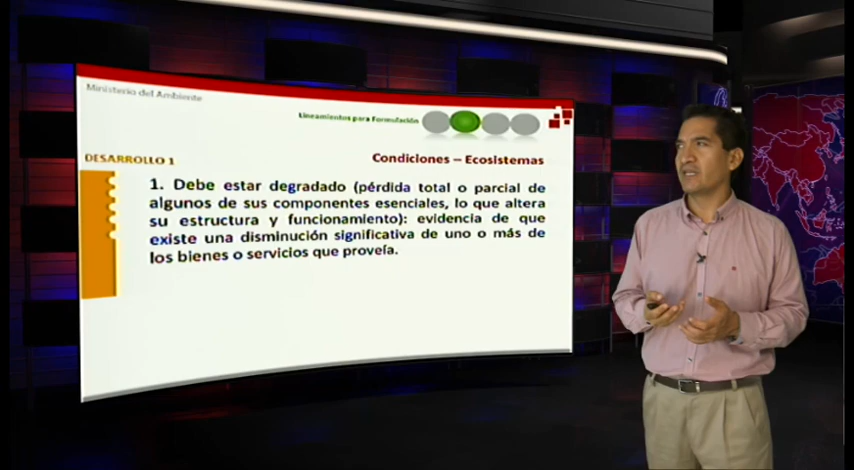 Ministerio del Ambiente
Lineamientos para Formulación
DESARROLLO 1
Condiciones – Ecosistemas
1. Debe estar degradado (pérdida total o parcial de
algunos de sus componentes esenciales, lo que altera
su estructura y funcionamiento): evidencia de que
existe una disminución significativa de uno o más de
los bienes o servicios que proveía.